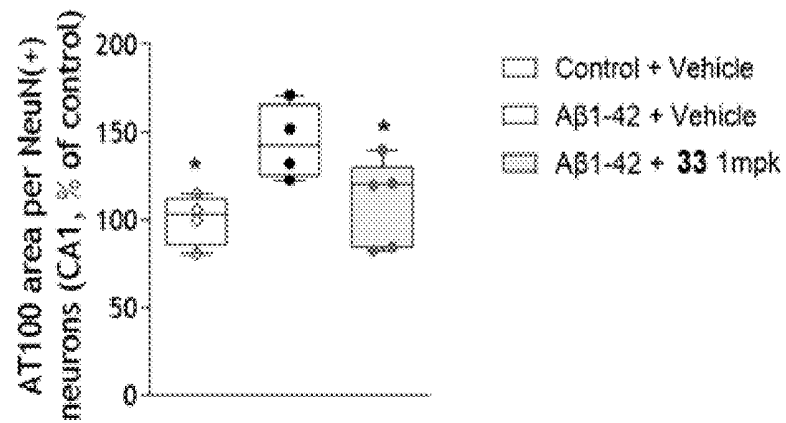 AT100 area per NeuN(+)
neurons (CA1, % of control)
200
150
100
50
0
*
*
Control + Vehicle
Aβ1-42 + Vehicle
Aβ1-42 + 33 1mpk